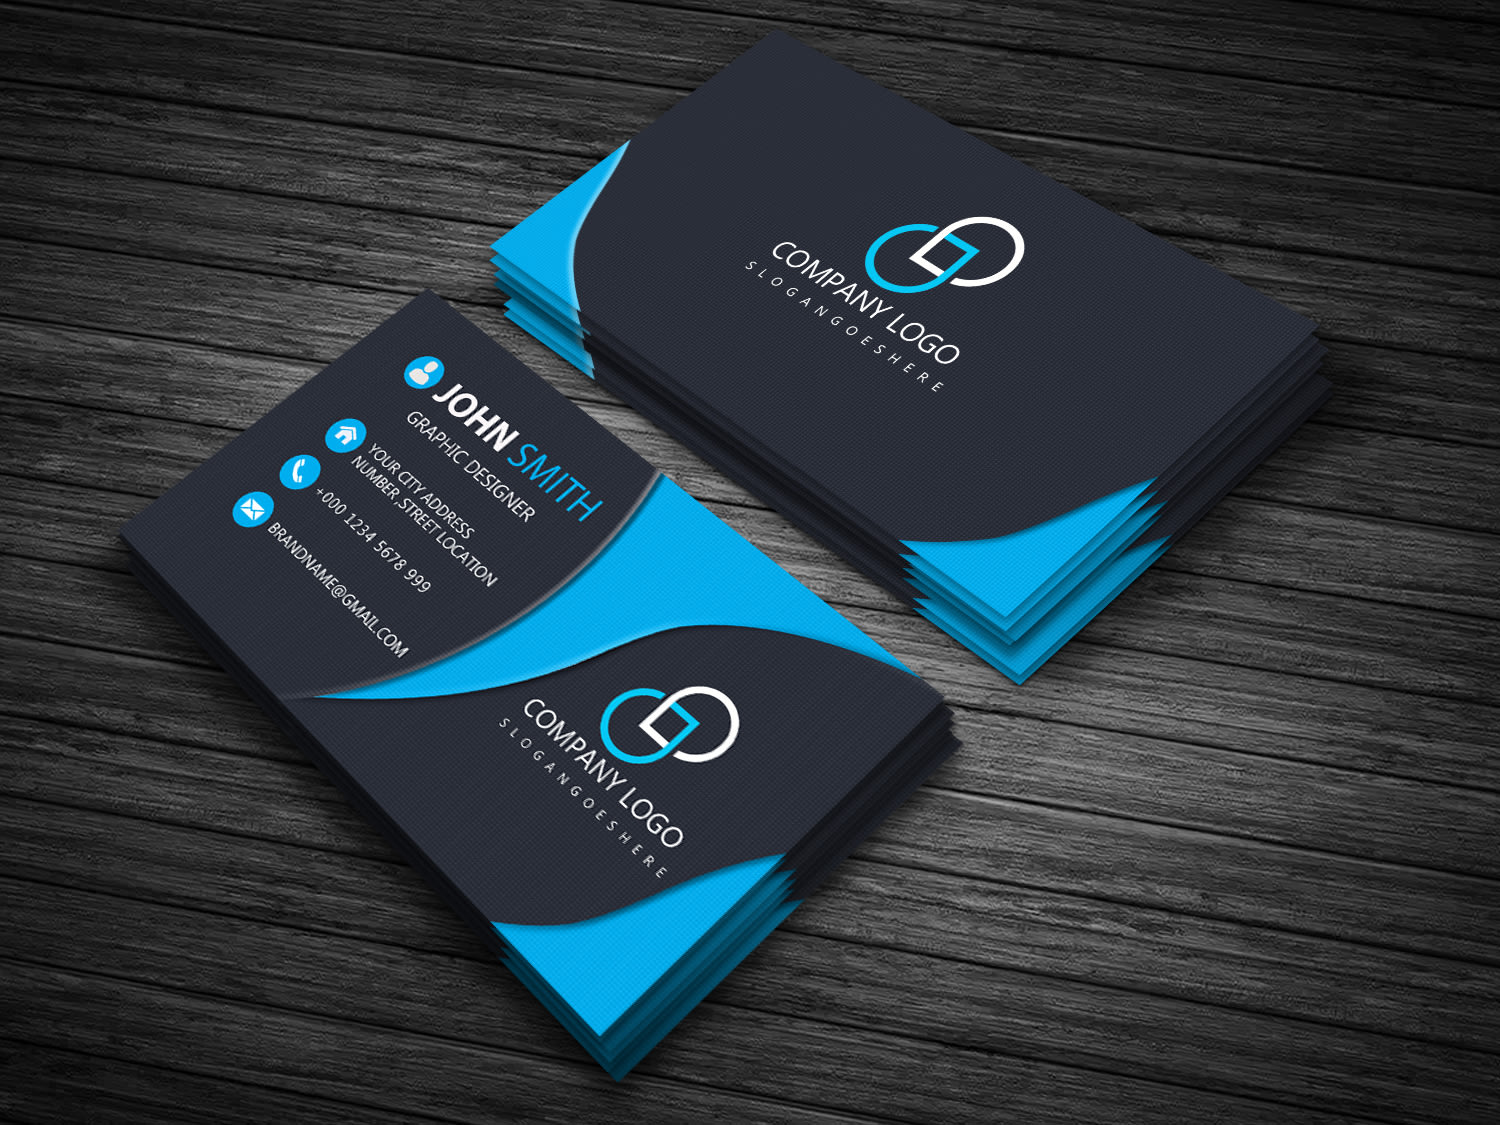 JOHN SMITH
GRAPHIC DESIGNER
YOUR CITY ADDRESS
NUMBER ,STREET LOCATION
+000 1234 5678 999
BRANDNAME@GMAIL.COM
COMPANY LOGO
SLOGANGOESHERE
COMPANY LOGO
SLOGANGOESHERE